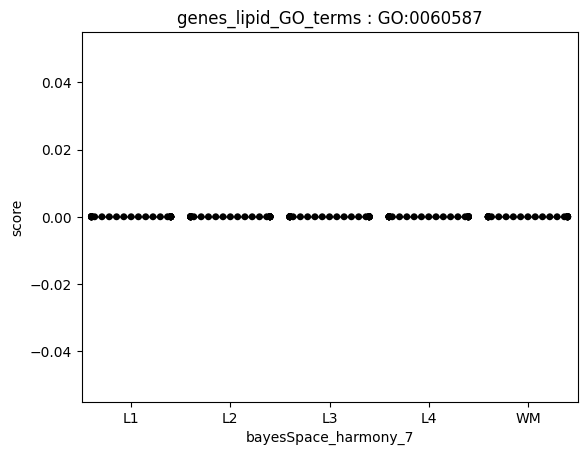 genes_lipid_GO_terms : GO:0060587
0.04
0.02
0.00
−0.02
−0.04
score
L1 L2 L3 L4 WM
bayesSpace_harmony_7